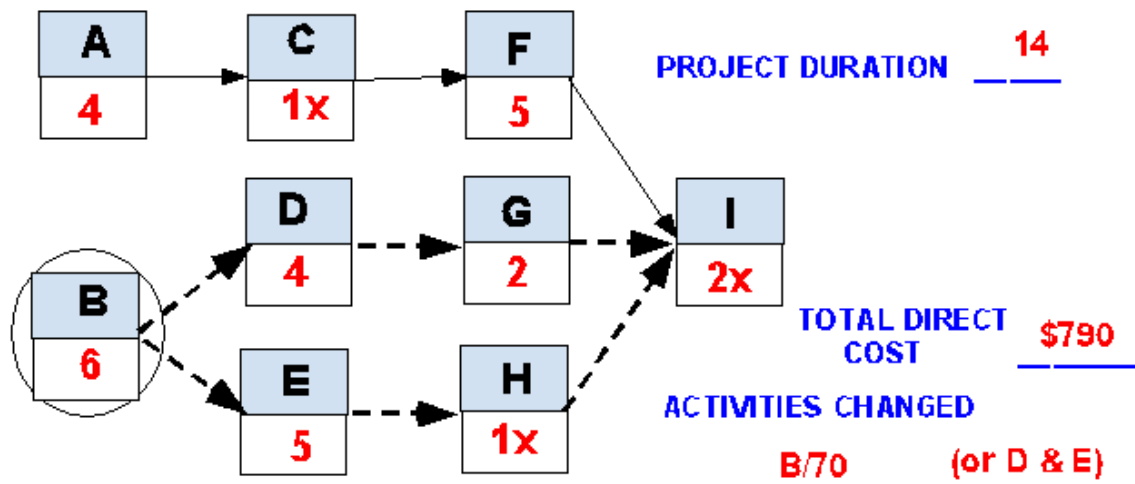 A
4
C
1x
F
5
PROJECT DURATION 14
D
4
G
2
I
2x
B
6
E
5
H
1x
TOTAL DIRECT
COST $790
ACTIVITIES CHANGED
B/70 (or D & E)